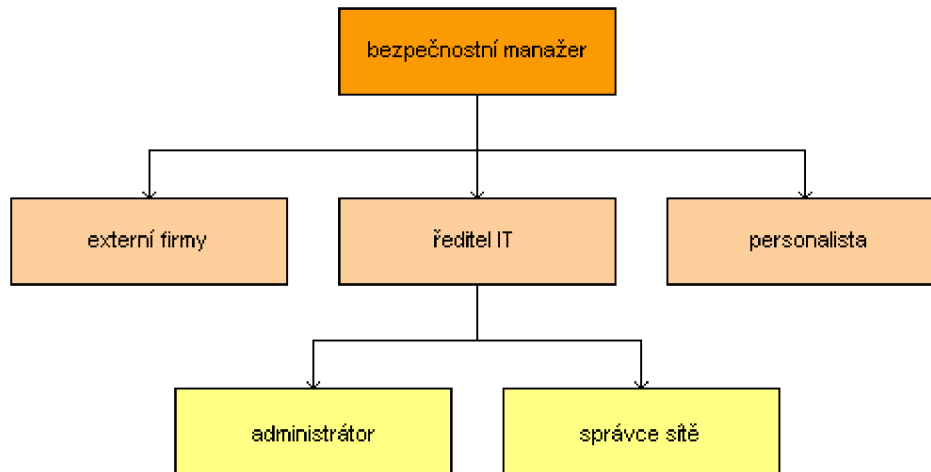 bezpečnostní manažer
externí firmy
ředitel IT
personalista
administrátor
správce sítě